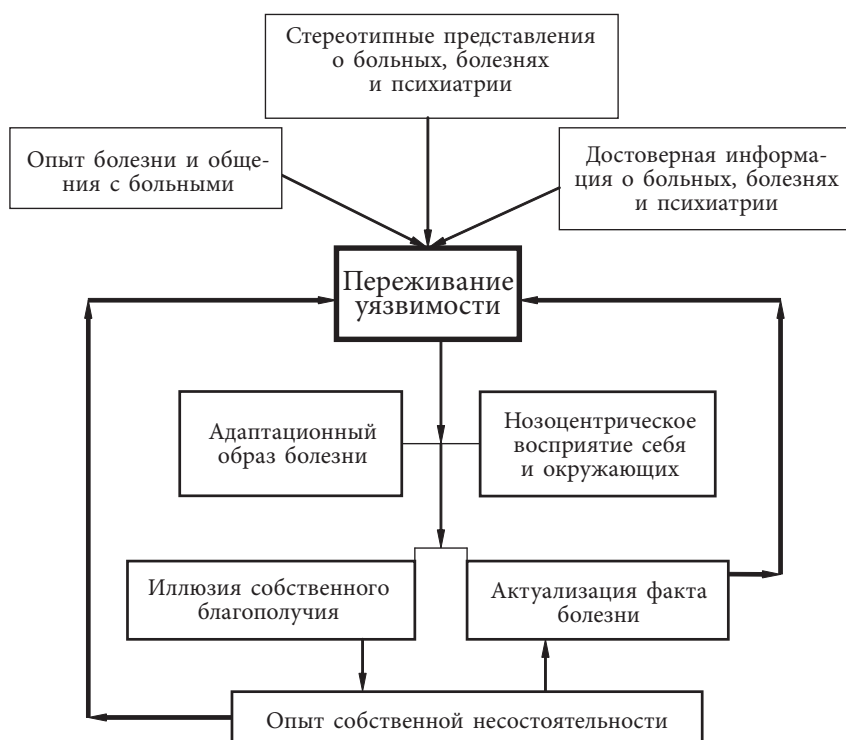 Стереотипные представления
о больных, болезнях
и психиатрии
Опыт болезни и обще-
ния с больными
Достоверная информа-
ция о больных, болезнях
и психиатрии
Переживание
уязвимости
Адаптационный
образ болезни
Нозоцентрическое
восприятие себя
и окружающих
Иллюзия собственного
благополучия
Актуализация факта
болезни
Опыт собственной несостоятельности